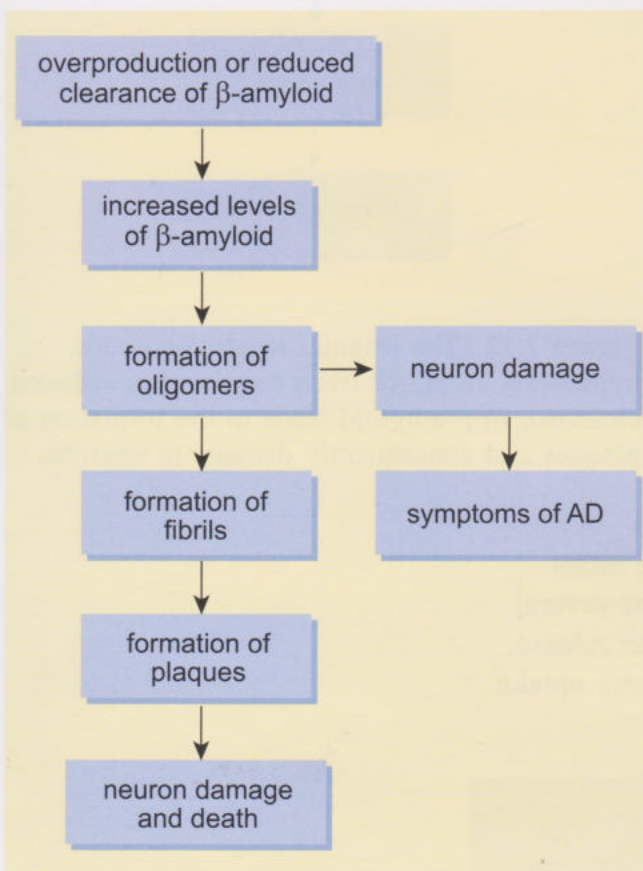 overproduction or reduced
clearance of β-amyloid
increased levels
of β-amyloid
formation of
oligomers
neuron damage
formation of
fibrils
symptoms of AD
formation of
plaques
neuron damage
and death